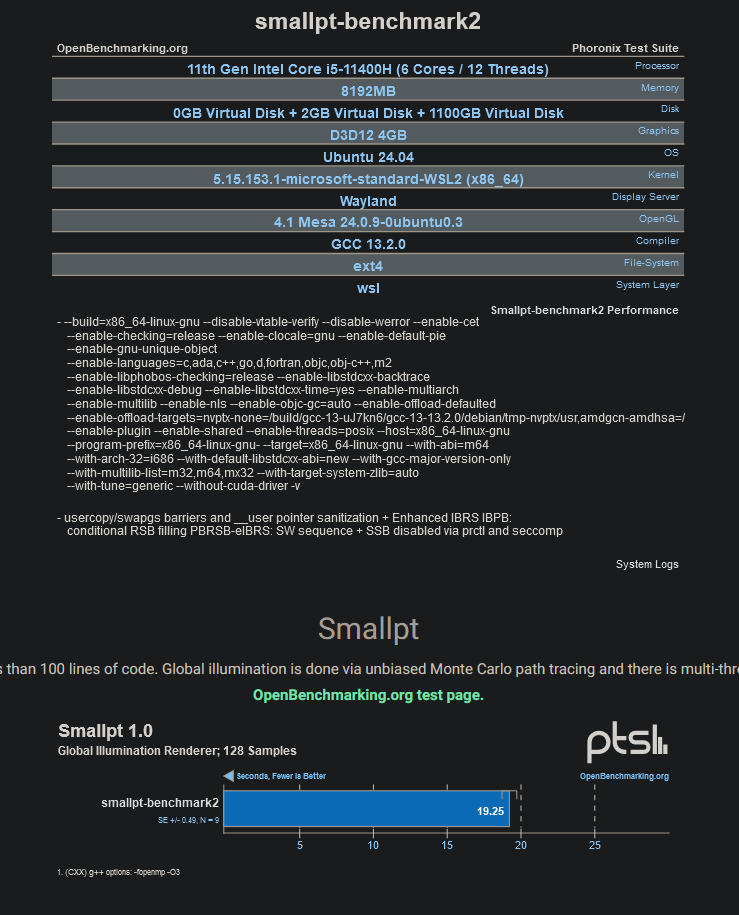 smallpt-benchmark2
OpenBenchmarking.org Phoronix Test Suite
11th Gen Intel Core i5-11400H (6 Cores / 12 Threads) Processor
8192MB Memory
0GB Virtual Disk + 2GB Virtual Disk + 1100GB Virtual Disk Disk
D3D12 4GB Graphics
Ubuntu 24.04 OS
5.15.153.1-microsoft-standard-WSL2 (x86_64) Kernel
Wayland Display Server
4.1 Mesa 24.0.9-0ubuntu0.3 OpenGL
GCC 13.2.0 Compiler
ext4 File-System
wsl System Layer
Smallpt-benchmark2 Performance
- --build=x86_64-linux-gnu --disable-vtable-verify --disable-werror --enable-cet
--enable-checking=release --enable-clocale=gnu --enable-default-pie
--enable-gnu-unique-object
--enable-languages=c,ada,c++,go,d,fortran,objc,obj-c++,m2
--enable-libphobos-checking=release --enable-libstdcxx-backtrace
--enable-libstdcxx-debug --enable-libstdcxx-time=yes --enable-multiarch
--enable-multilib --enable-nls --enable-objc-gc=auto --enable-offload-defaulted
--enable-offload-targets=nvptx-none=/build/gcc-13-uJ7kn6/gcc-13-13.2.0/debian/tmp-nvptx/usr,amdgcn-amdhsa=/
--enable-plugin --enable-shared --enable-threads=posix --host=x86_64-linux-gnu
--program-prefix=x86_64-linux-gnu- --target=x86_64-linux-gnu --with-abi=m64
--with-arch-32=i686 --with-default-libstdcxx-abi=new --with-gcc-major-version-only
--with-multilib-list=m32,m64,mx32 --with-target-system-zlib=auto
--with-tune=generic --without-cuda-driver -v
- usercopy/swapgs barriers and __user pointer sanitization + Enhanced IBRS IBPB:
conditional RSB filling PBRSB-eIBRS: SW sequence + SSB disabled via prctl and seccomp
System Logs
Smallpt
s than 100 lines of code. Global illumination is done via unbiased Monte Carlo path tracing and there is multi-thre
OpenBenchmarking.org test page.
Smallpt 1.0
Global Illumination Renderer; 128 Samples
ptsl
Seconds, Fewer Is Better OpenBenchmarking.org
smallpt-benchmark2 19.25
SE +/- 0.49, N = 9
5 10 15 20 25
1. (CXX) g++ options: -fopenmp -O3